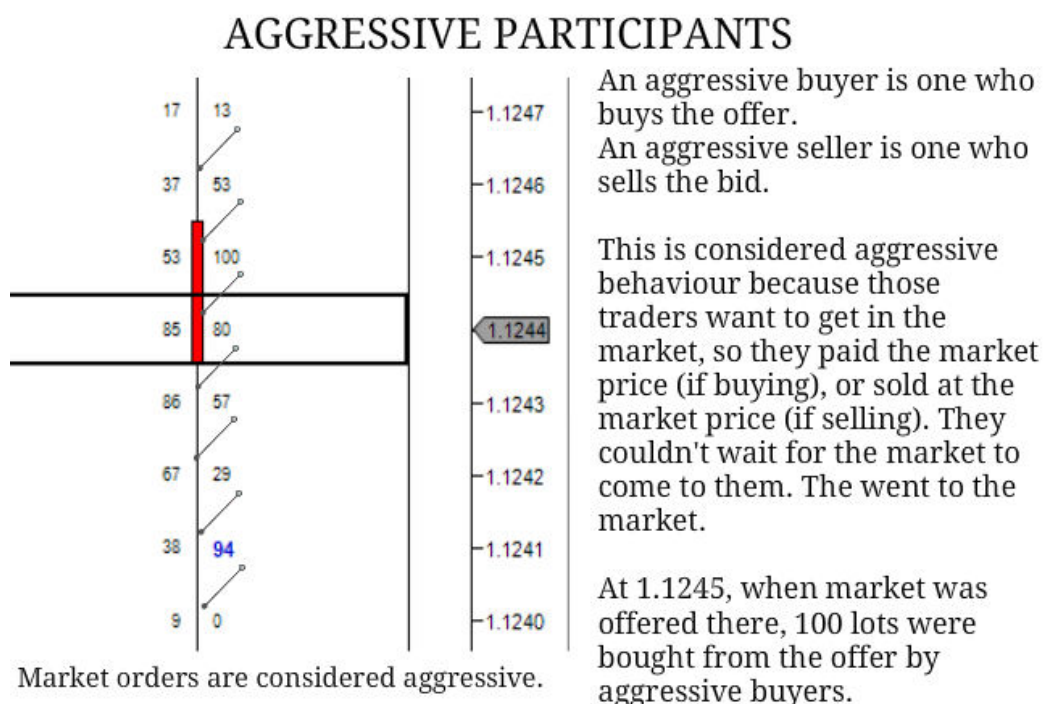 AGGRESSIVE PARTICIPANTS
17 13 1.1247
37 53 1.1246
53 100 1.1245
85 80 1.1244
86 57 1.1243
67 29 1.1242
38 94 1.1241
9 0 1.1240
Market orders are considered aggressive.
An aggressive buyer is one who
buys the offer.
An aggressive seller is one who
sells the bid.
This is considered aggressive
behaviour because those
traders want to get in the
market, so they paid the market
price (if buying), or sold at the
market price (if selling). They
couldn't wait for the market to
come to them. The went to the
market.
At 1.1245, when market was
offered there, 100 lots were
bought from the offer by
aggressive buyers.